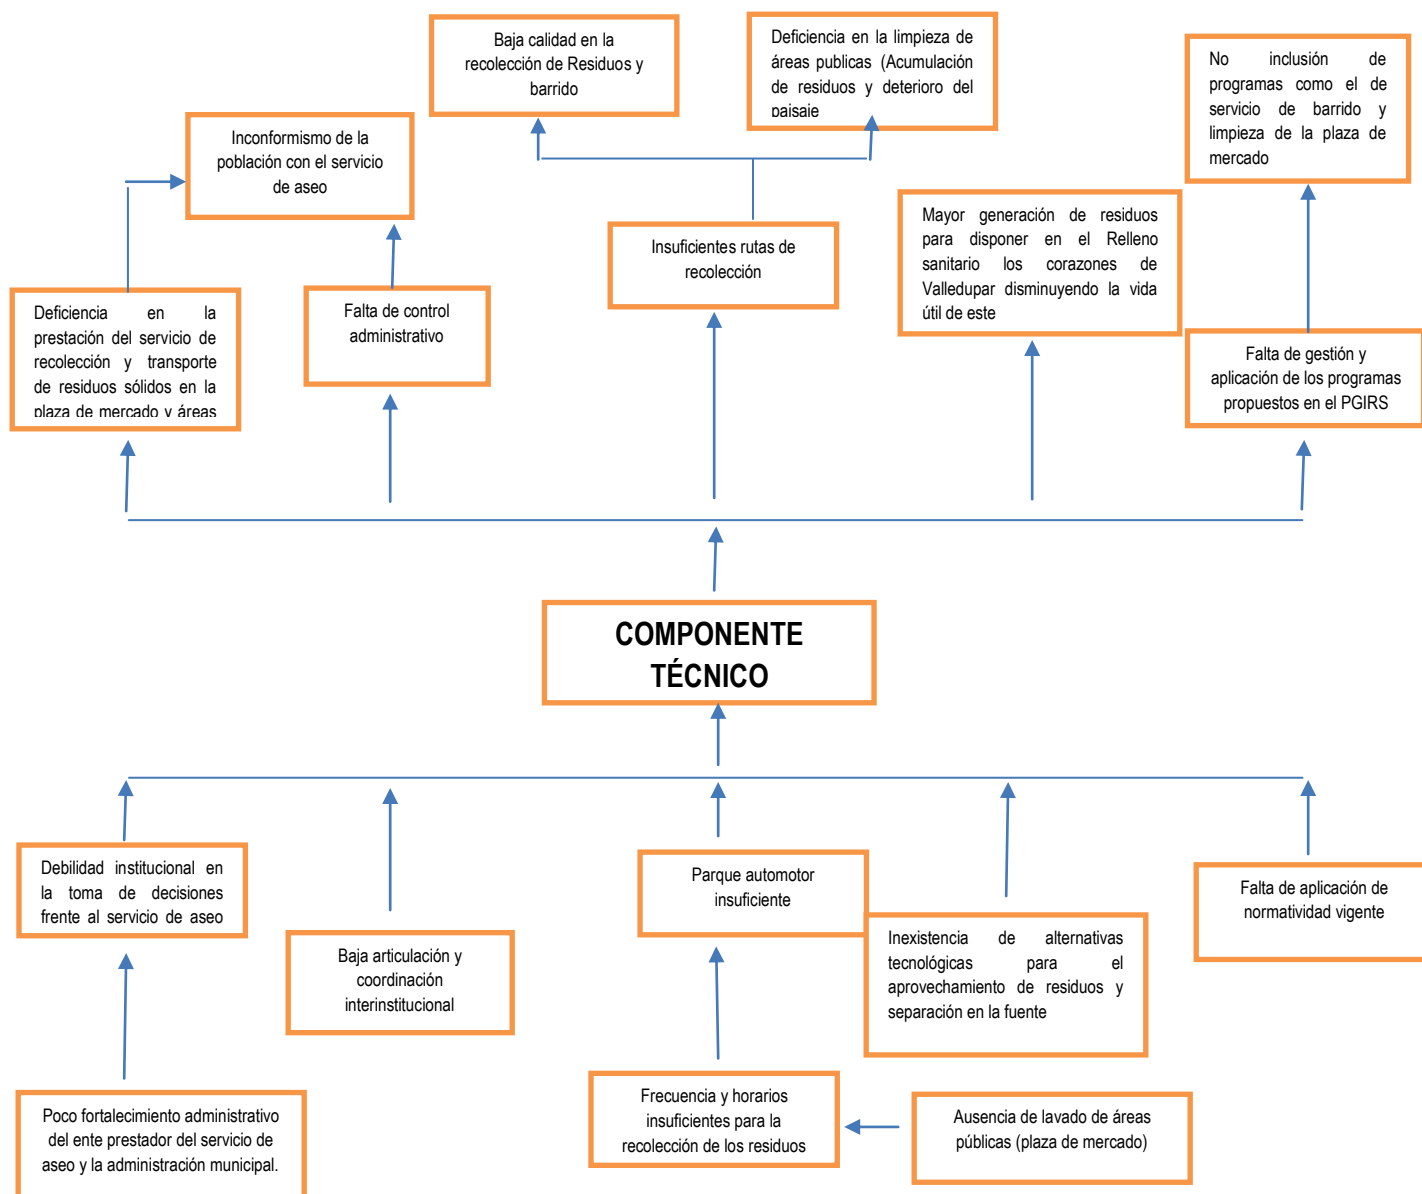 Baja calidad en la
recolección de Residuos y
barrido
Deficiencia en la limpieza de
áreas publicas (Acumulación
de residuos y deterioro del
paisaje
No inclusión de
programas como el de
servicio de barrido y
limpieza de la plaza de
mercado
Inconformismo de la
población con el servicio
de aseo
Mayor generación de residuos
para disponer en el Relleno
sanitario los corazones de
Valledupar disminuyendo la vida
útil de este
Insuficientes rutas de
recolección
Deficiencia en la
prestación del servicio de
recolección y transporte
de residuos sólidos en la
plaza de mercado y áreas
Falta de control
administrativo
Falta de gestión y
aplicación de los programas
propuestos en el PGIRS
COMPONENTE
TÉCNICO
Debilidad institucional en
la toma de decisiones
frente al servicio de aseo
Baja articulación y
coordinación
interinstitucional
Parque automotor
insuficiente
Inexistencia de alternativas
tecnológicas para el
aprovechamiento de residuos y
separación en la fuente
Falta de aplicación de
normatividad vigente
Poco fortalecimiento administrativo
del ente prestador del servicio de
aseo y la administración municipal.
Frecuencia y horarios
insuficientes para la
recolección de los residuos
Ausencia de lavado de áreas
públicas (plaza de mercado)